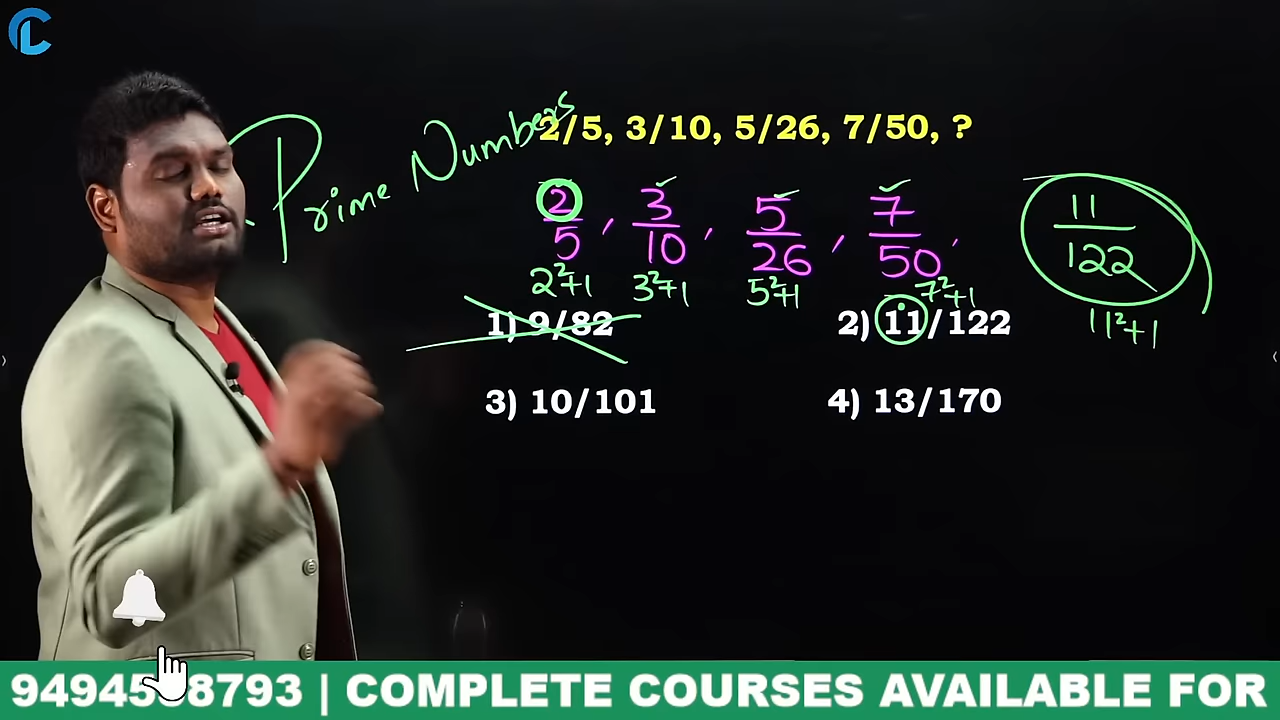 Prime Numbers
2/5, 3/10, 5/26, 7/50, ?
2/5, 3/10, 5/26, 7/50, 11/122
2²+1 3²+1 5²+1 7²+1 11²+1
1) 9/82 2) 11/122
3) 10/101 4) 13/170
8793 | COMPLETE COURSES AVAILABLE FOR